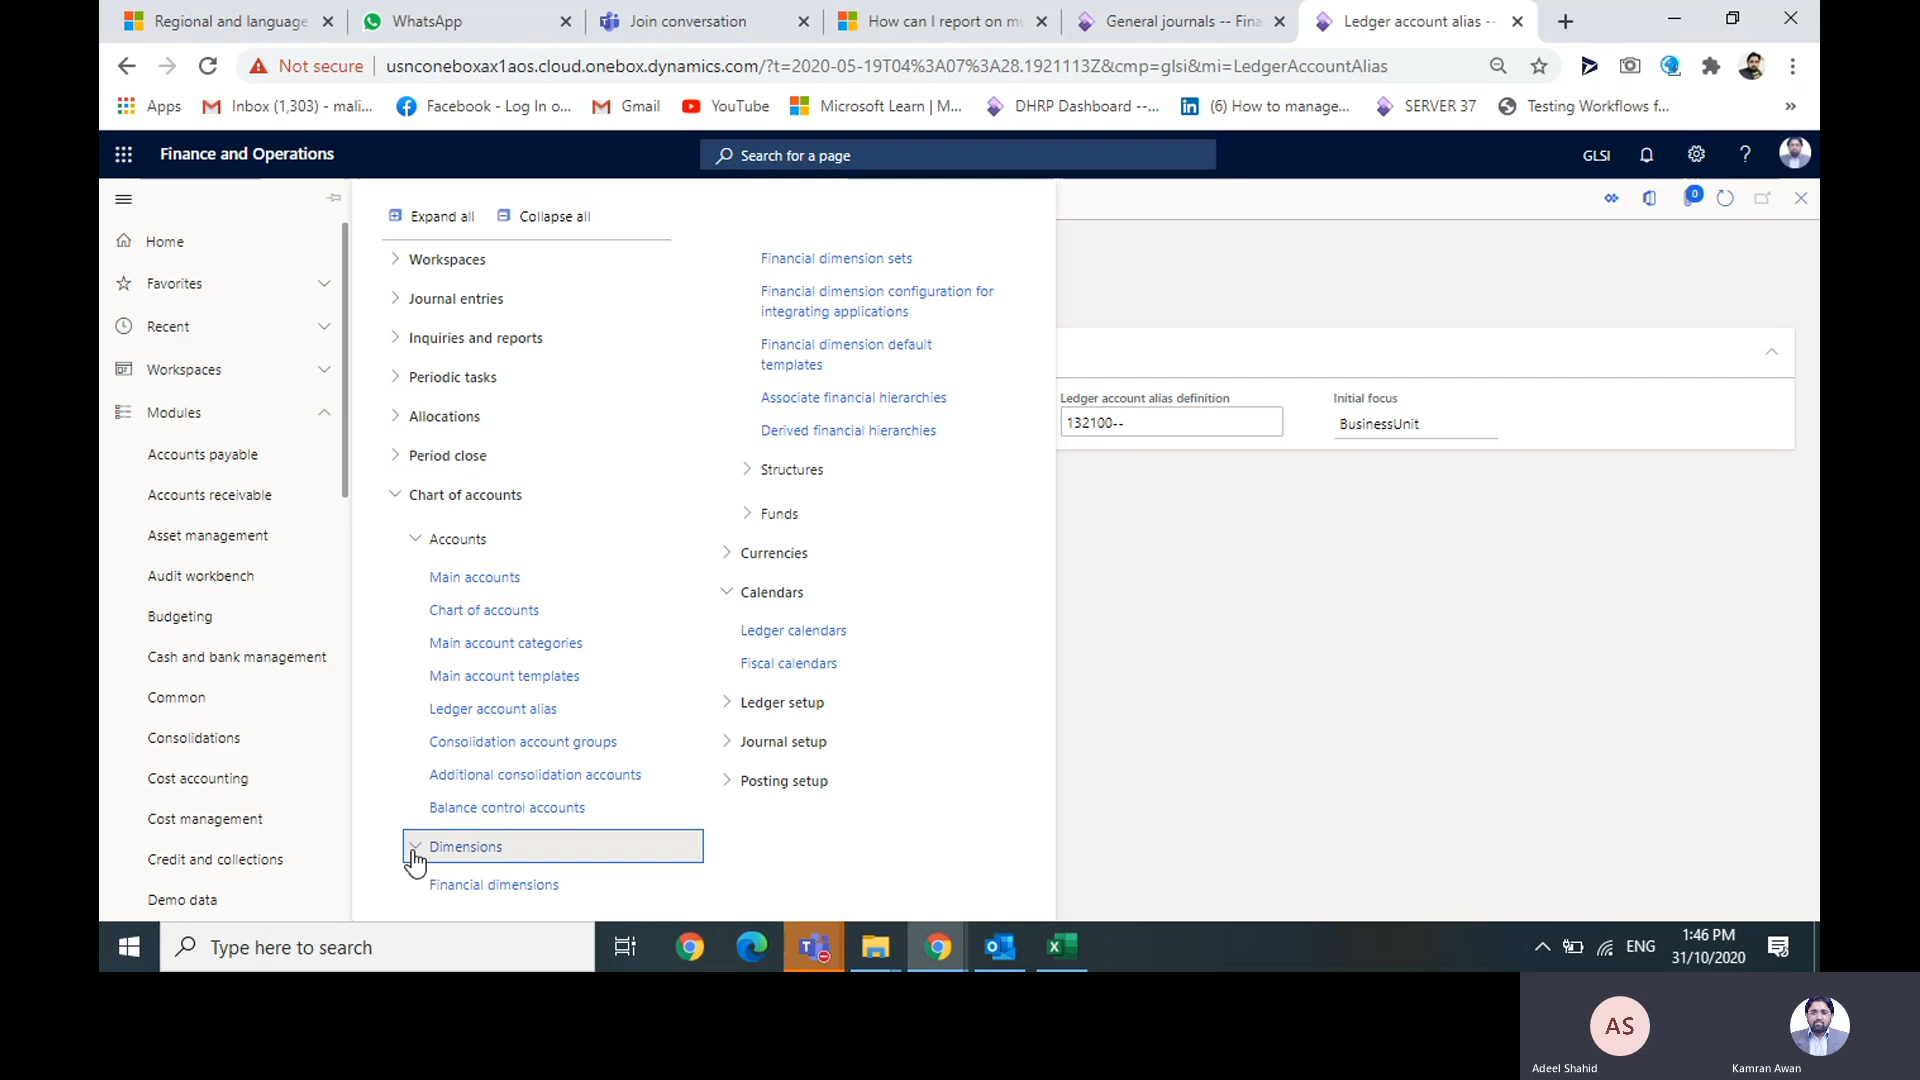 Regional and language
WhatsApp
Join conversation
How can I report on mu
General journals -- Fina
Ledger account alias --
Not secure
usnconeboxax1aos.cloud.onebox.dynamics.com/?t=2020-05-19T04%3A07%3A28.1921113Z&cmp=glsi&mi=LedgerAccountAlias
Apps
Inbox (1,303) - mali...
Facebook - Log In o...
Gmail
YouTube
Microsoft Learn | M...
DHRP Dashboard --...
(6) How to manage...
SERVER 37
Testing Workflows f...
»
Finance and Operations
Search for a page
GLSI
?
0
Expand all
Collapse all
Home
Favorites
Recent
Workspaces
Modules
Accounts payable
Accounts receivable
Asset management
Audit workbench
Budgeting
Cash and bank management
Common
Consolidations
Cost accounting
Cost management
Credit and collections
Demo data
Workspaces
Journal entries
Inquiries and reports
Periodic tasks
Allocations
Period close
Chart of accounts
Accounts
Main accounts
Chart of accounts
Main account categories
Main account templates
Ledger account alias
Consolidation account groups
Additional consolidation accounts
Balance control accounts
Dimensions
Financial dimensions
Financial dimension sets
Financial dimension configuration for
integrating applications
Financial dimension default
templates
Associate financial hierarchies
Derived financial hierarchies
Structures
Funds
Currencies
Calendars
Ledger calendars
Fiscal calendars
Ledger setup
Journal setup
Posting setup
Ledger account alias definition
132100--
Initial focus
BusinessUnit
Type here to search
ENG
1:46 PM
31/10/2020
AS
Adeel Shahid
Kamran Awan